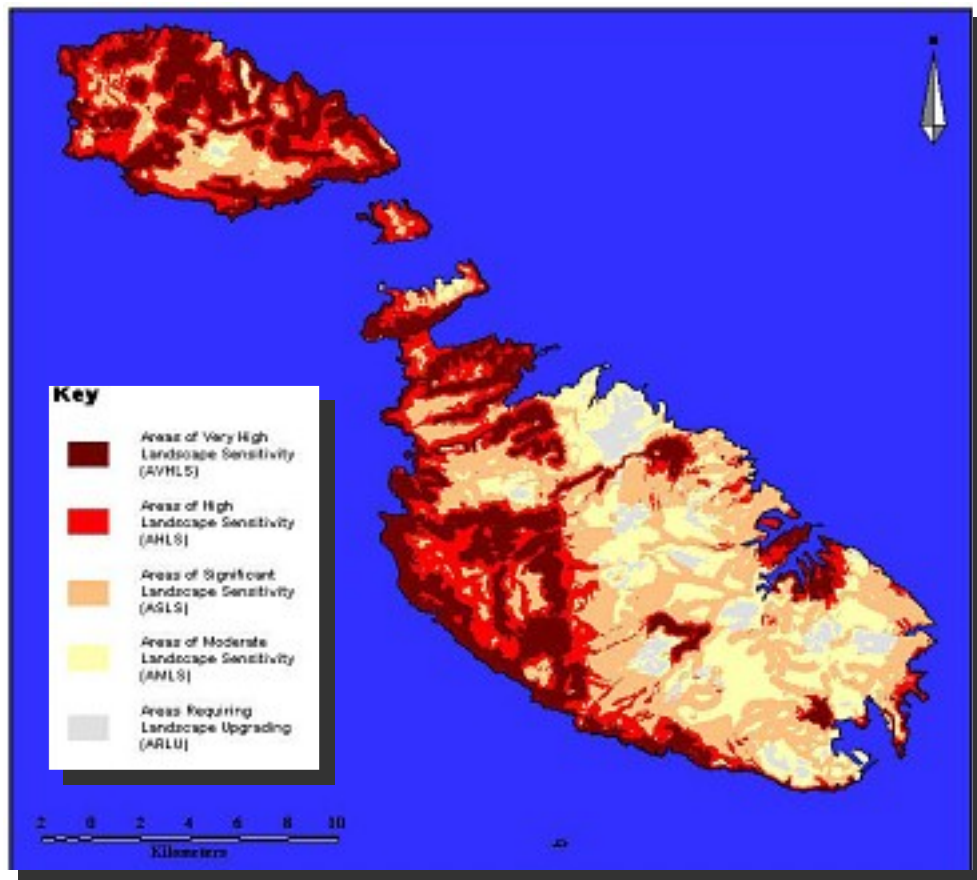 Key
Areas of Very High
Landscape Sensitivity
(AVHLS)
Areas of High
Landscape Sensitivity
(AHLS)
Areas of Significant
Landscape Sensitivity
(ASLS)
Areas of Moderate
Landscape Sensitivity
(AMLS)
Areas Requiring
Landscape Upgrading
(ARLU)
2 0 2 4 6 8 10
Kilometers